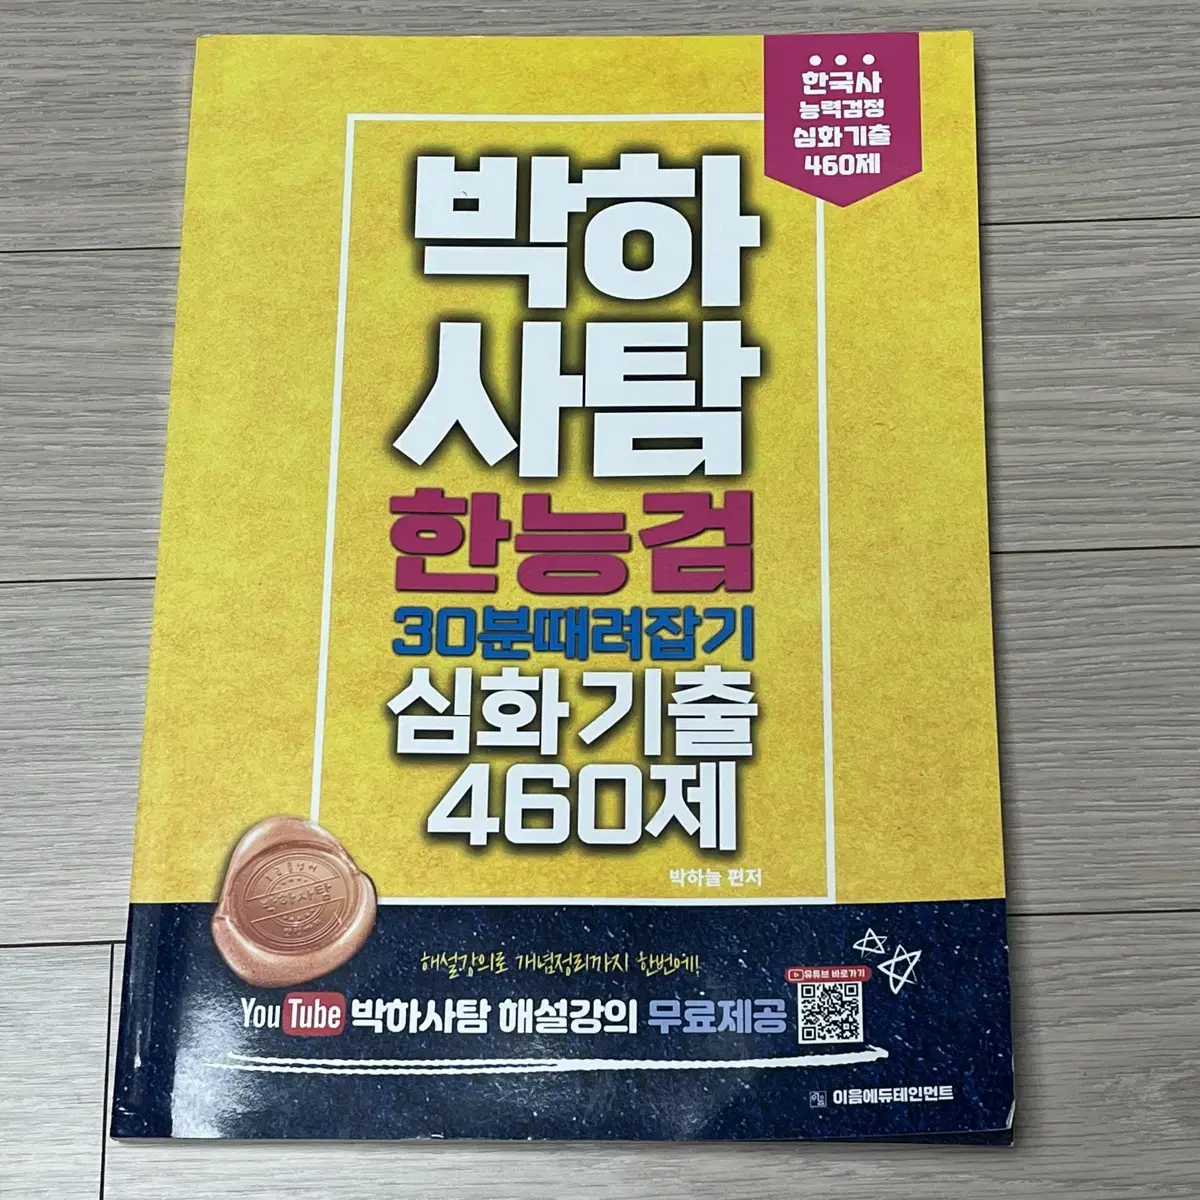 한국사
능력검정
심화기출
460제
박하
사탐
한능검
30분때려잡기
심화 기출
460제
박하늘 편저
박하사탐
해설강의로 개념정리까지 한번에!
유튜브 바로가기
YouTube 박하사탐 해설강의 무료제공
이음에듀테인먼트